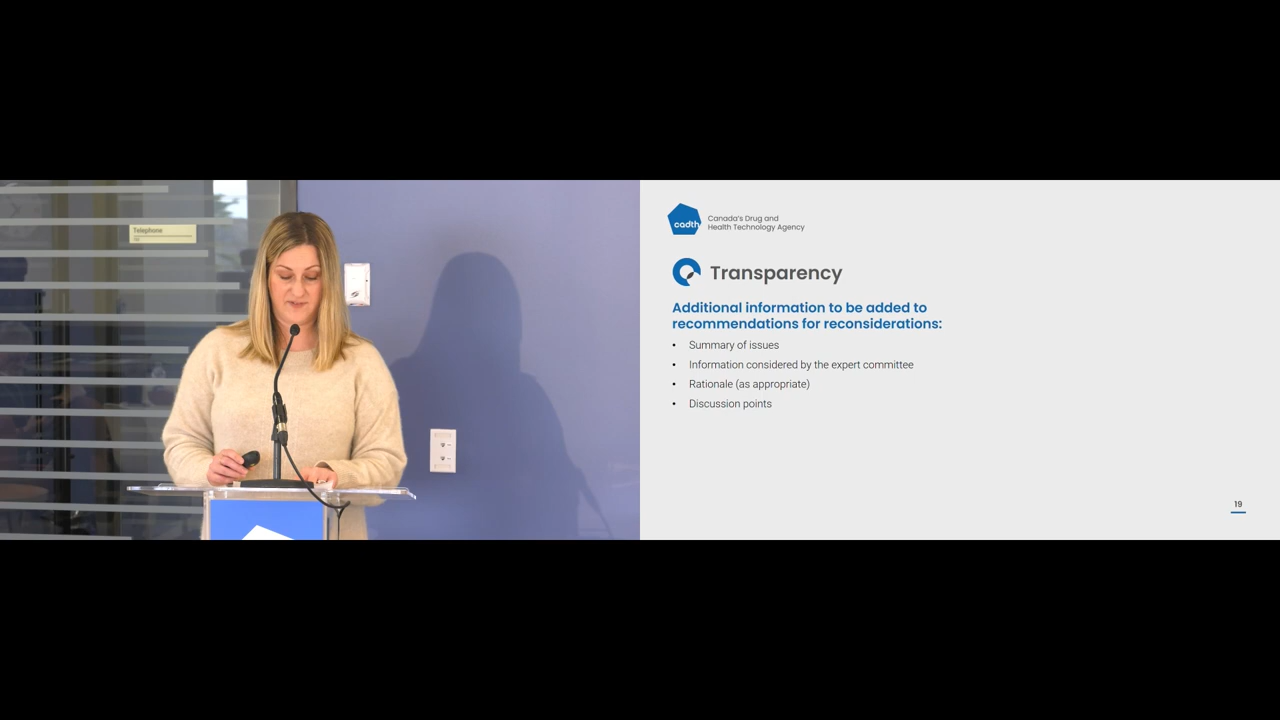 Telephone
cadth
Canada's Drug and
Health Technology Agency
Transparency
Additional information to be added to
recommendations for reconsiderations:
• Summary of issues
• Information considered by the expert committee
• Rationale (as appropriate)
• Discussion points
19